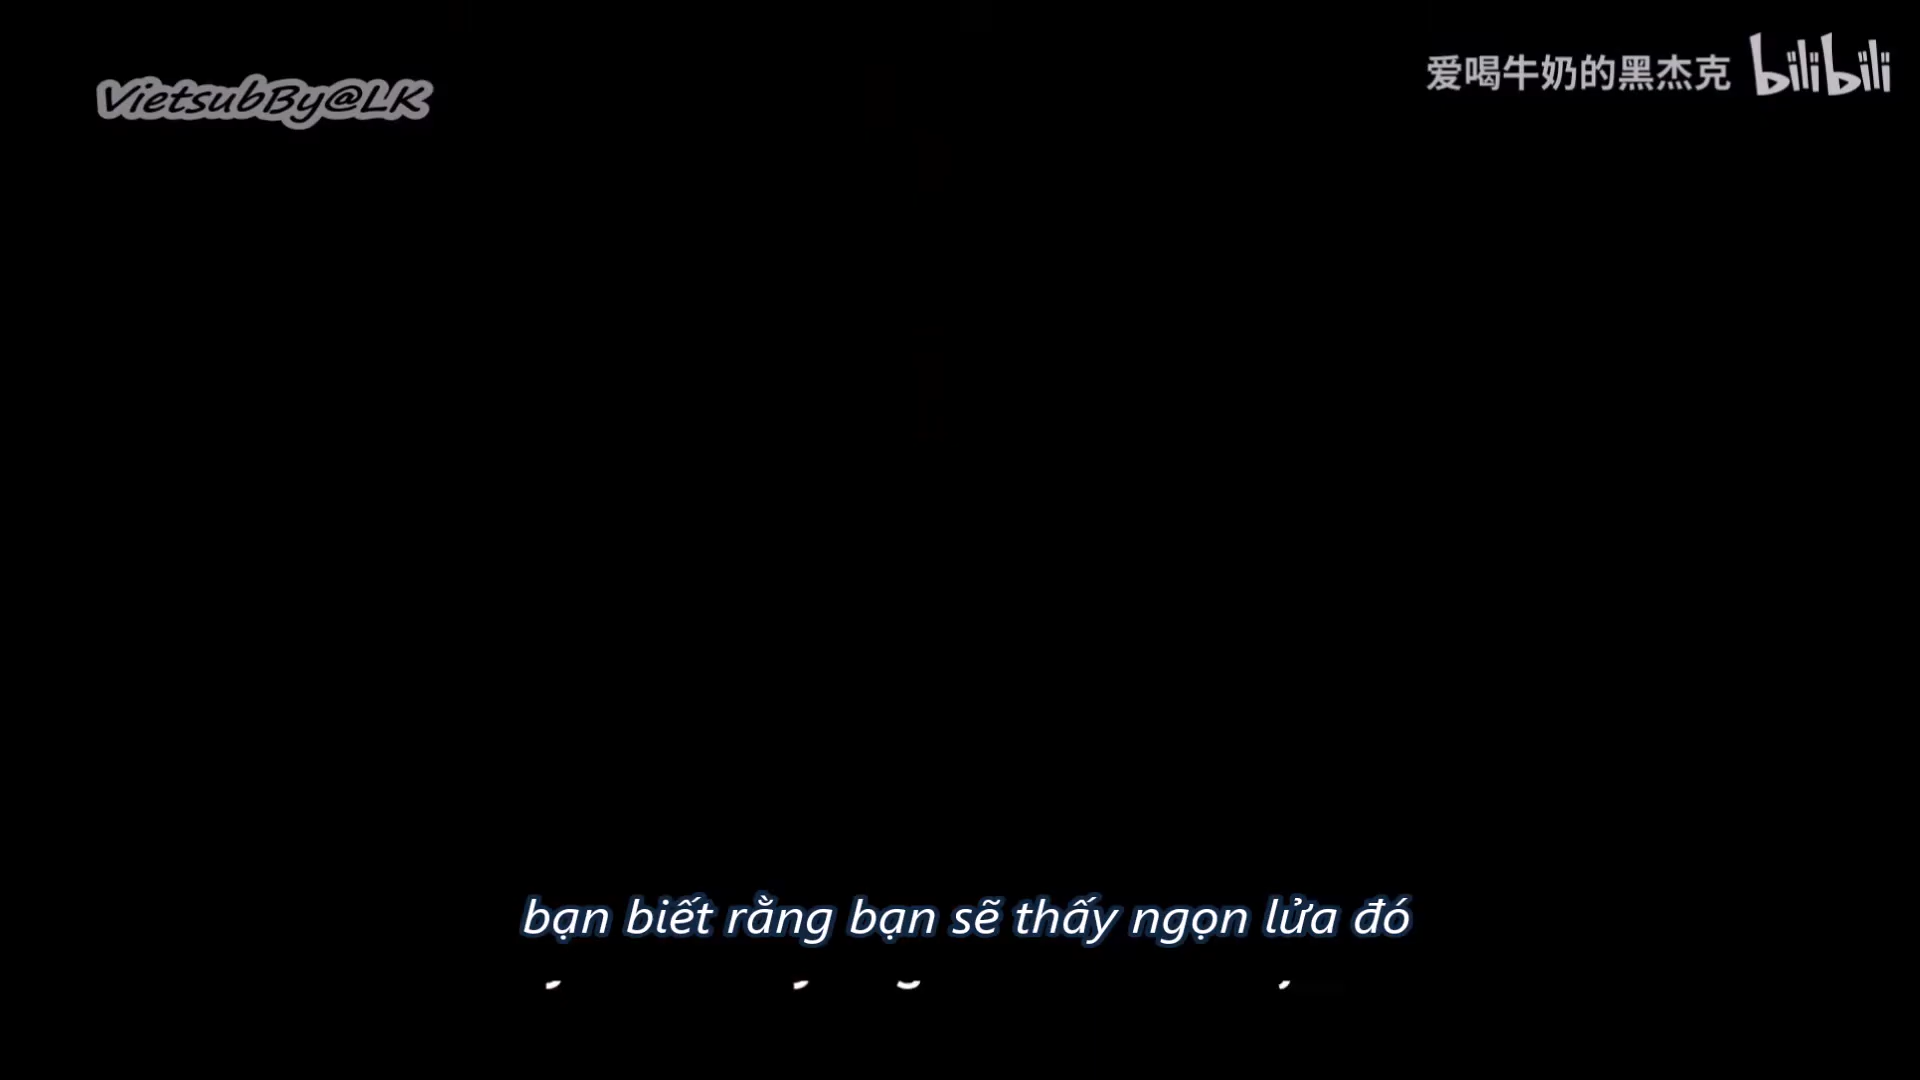 VietsubBy@LK
爱喝牛奶的黑杰克 bilibili
bạn biết rằng bạn sẽ thấy ngọn lửa đó